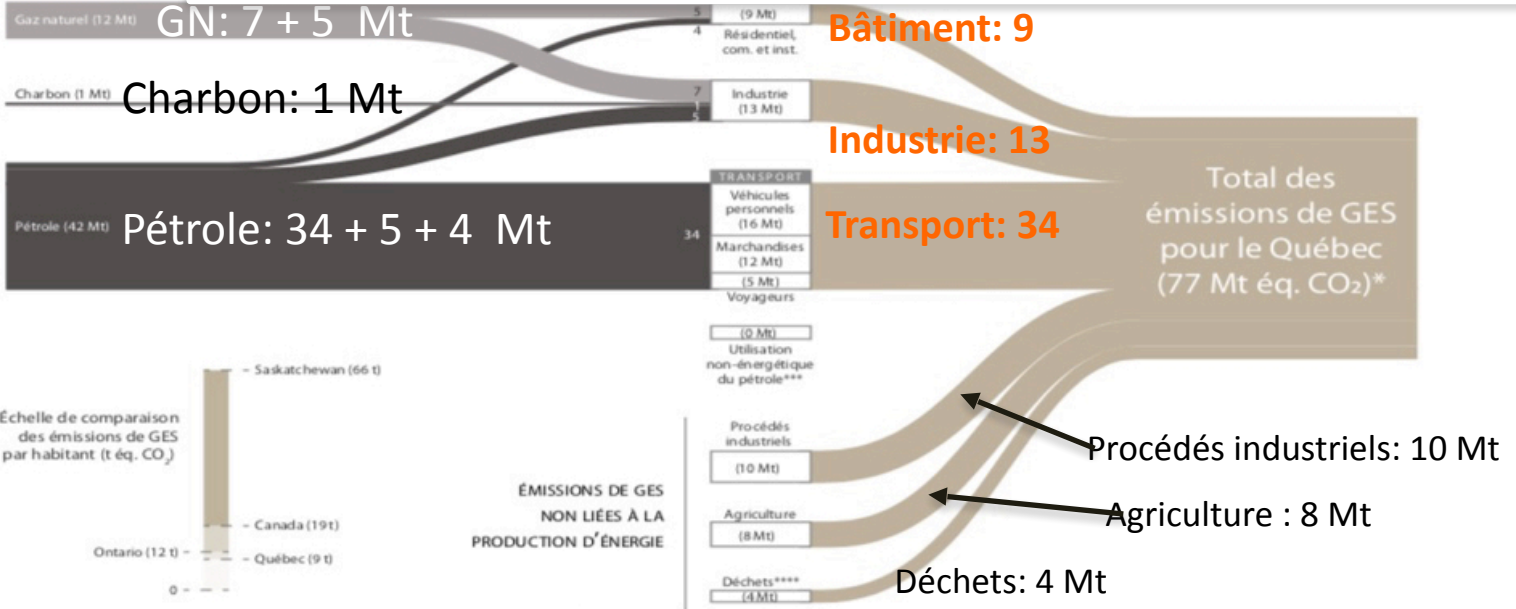 Gaz naturel (12 Mt)
GN: 7 + 5 Mt
5
4
(9 Mt)
Résidentiel,
com. et inst.
Bâtiment: 9
Charbon (1 Mt)
Charbon: 1 Mt
7
1
5
Industrie
(13 Mt)
Industrie: 13
Pétrole (42 Mt)
Pétrole: 34 + 5 + 4 Mt
34
TRANSPORT
Véhicules
personnels
(16 Mt)
Marchandises
(12 Mt)
(5 Mt)
Voyageurs
Transport: 34
Total des
émissions de GES
pour le Québec
(77 Mt éq. CO₂)*
(0 Mt)
Utilisation
non-énergétique
du pétrole***
Échelle de comparaison
des émissions de GES
par habitant (t éq. CO₂)
Saskatchewan (66 t)
Canada (19 t)
Ontario (12 t)
Québec (9 t)
0
ÉMISSIONS DE GES
NON LIÉES À LA
PRODUCTION D'ÉNERGIE
Procédés
industriels
(10 Mt)
Agriculture
(8 Mt)
Déchets****
(4 Mt)
Procédés industriels: 10 Mt
Agriculture : 8 Mt
Déchets: 4 Mt